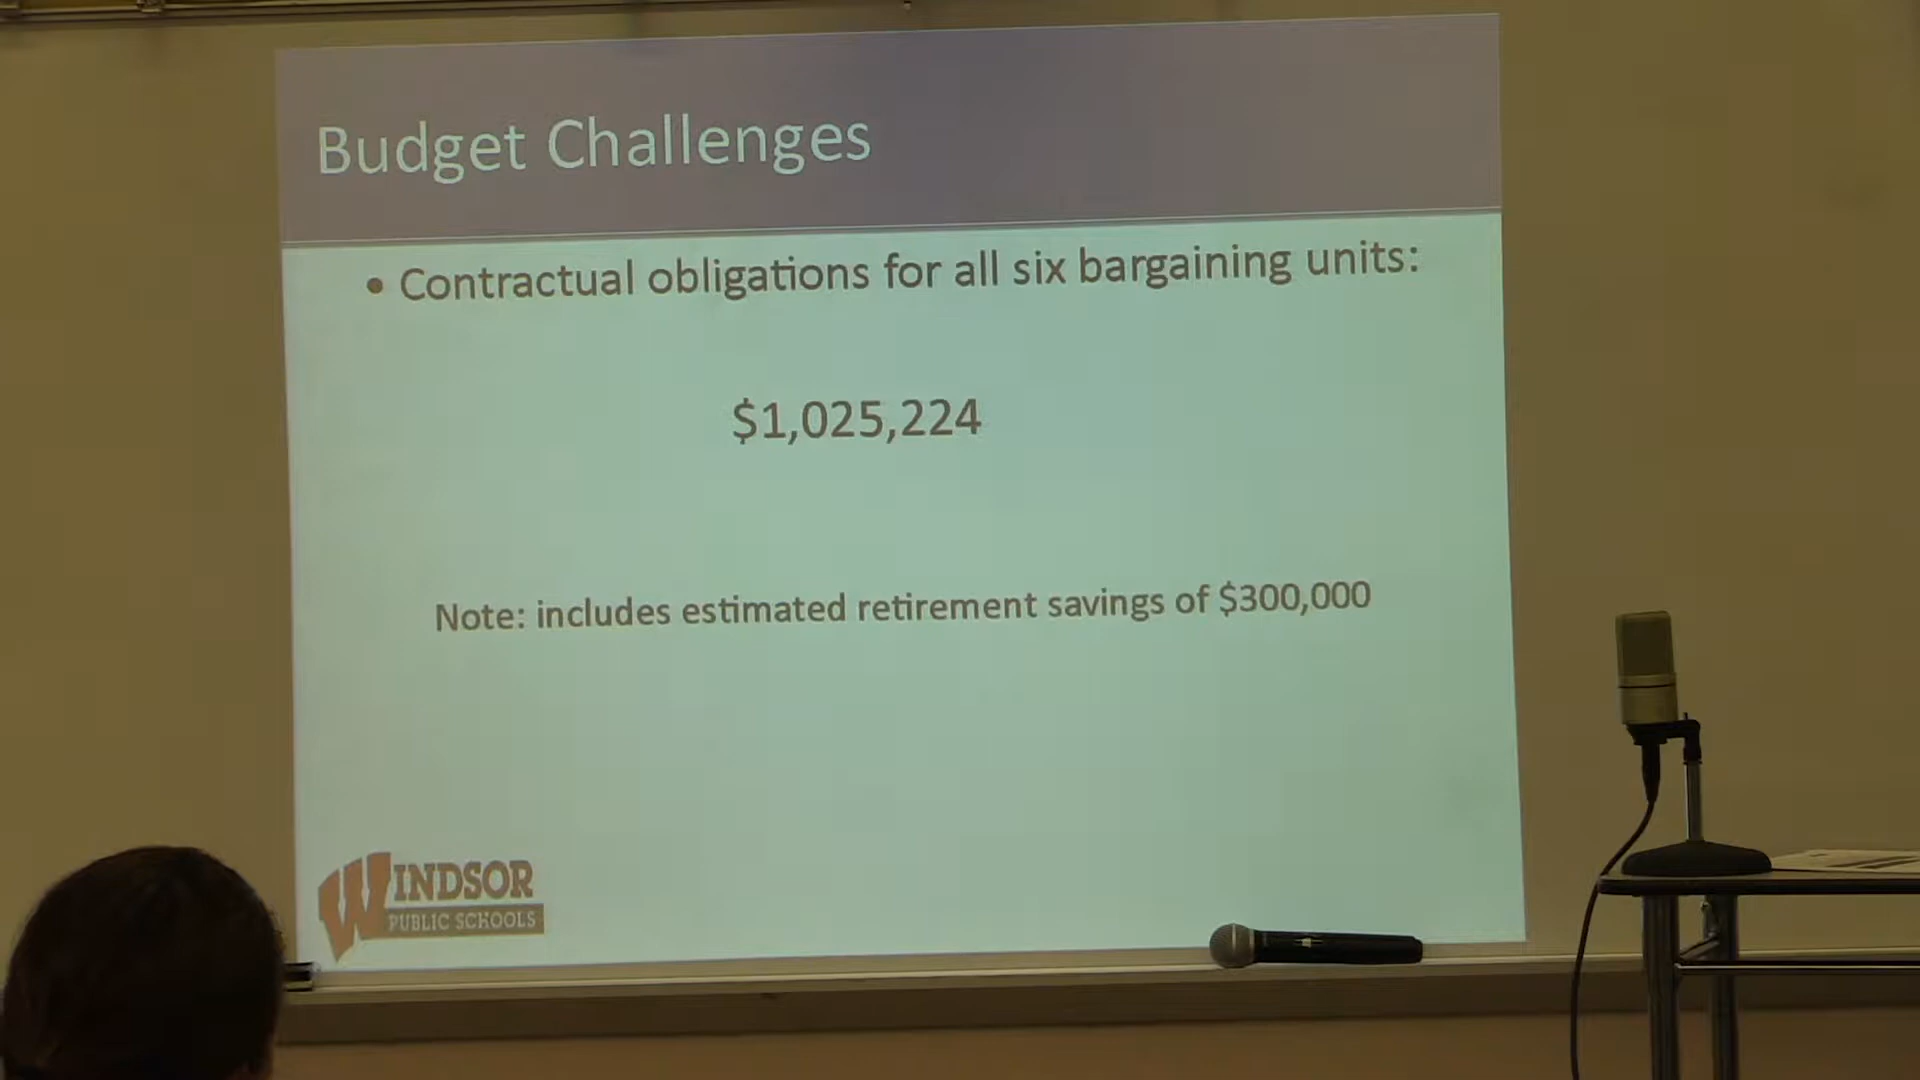 Budget Challenges
• Contractual obligations for all six bargaining units:
$1,025,224
Note: includes estimated retirement savings of $300,000
WINDSOR
PUBLIC SCHOOLS